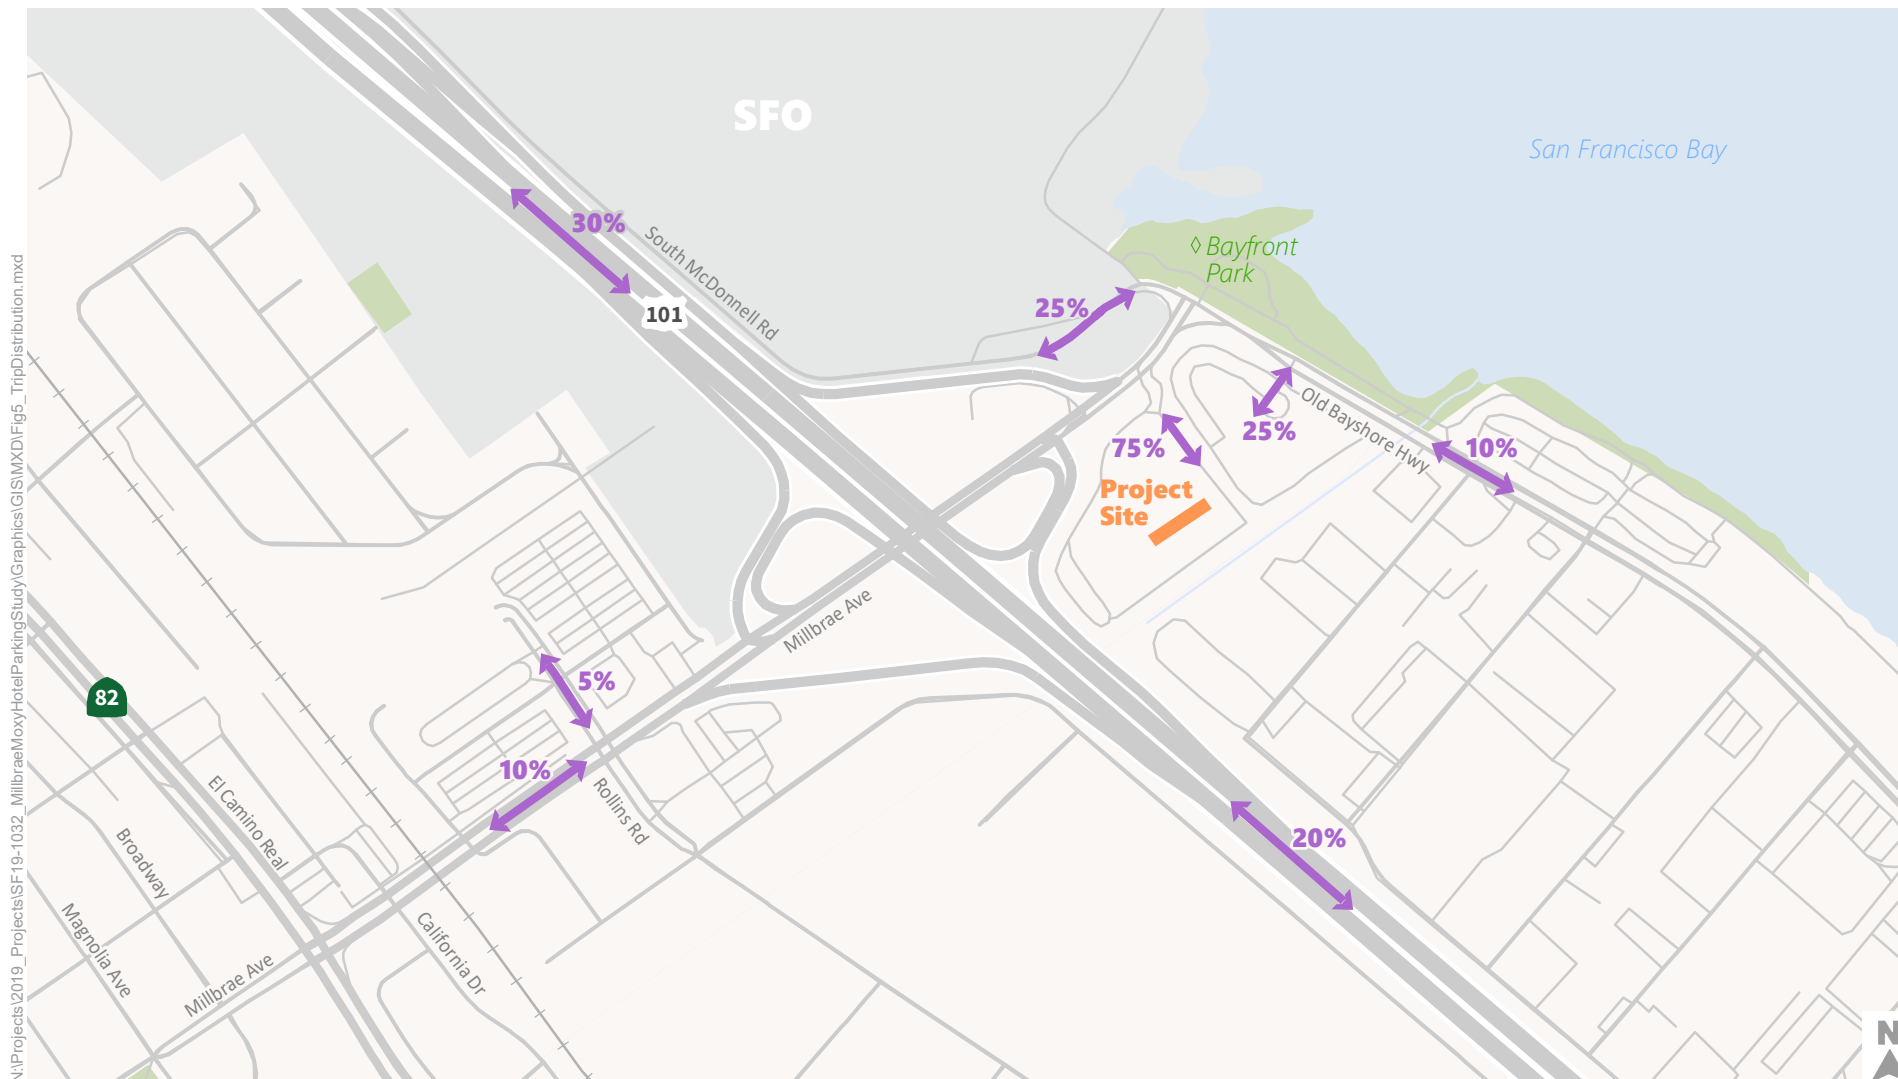 SFO
San Francisco Bay
30%
South McDonnell Rd
◊ Bayfront
Park
101
25%
25%
75%
Old Bayshore Hwy
10%
Project
Site
Millbrae Ave
5%
82
10%
Rollins Rd
El Camino Real
Broadway
20%
Magnolia Ave
California Dr
Millbrae Ave
N
N:\Projects\2019_Projects\SF19-1032_MillbraeMoxyHotelParkingStudy\Graphics\GIS\MXD\Fig5_TripDistribution.mxd